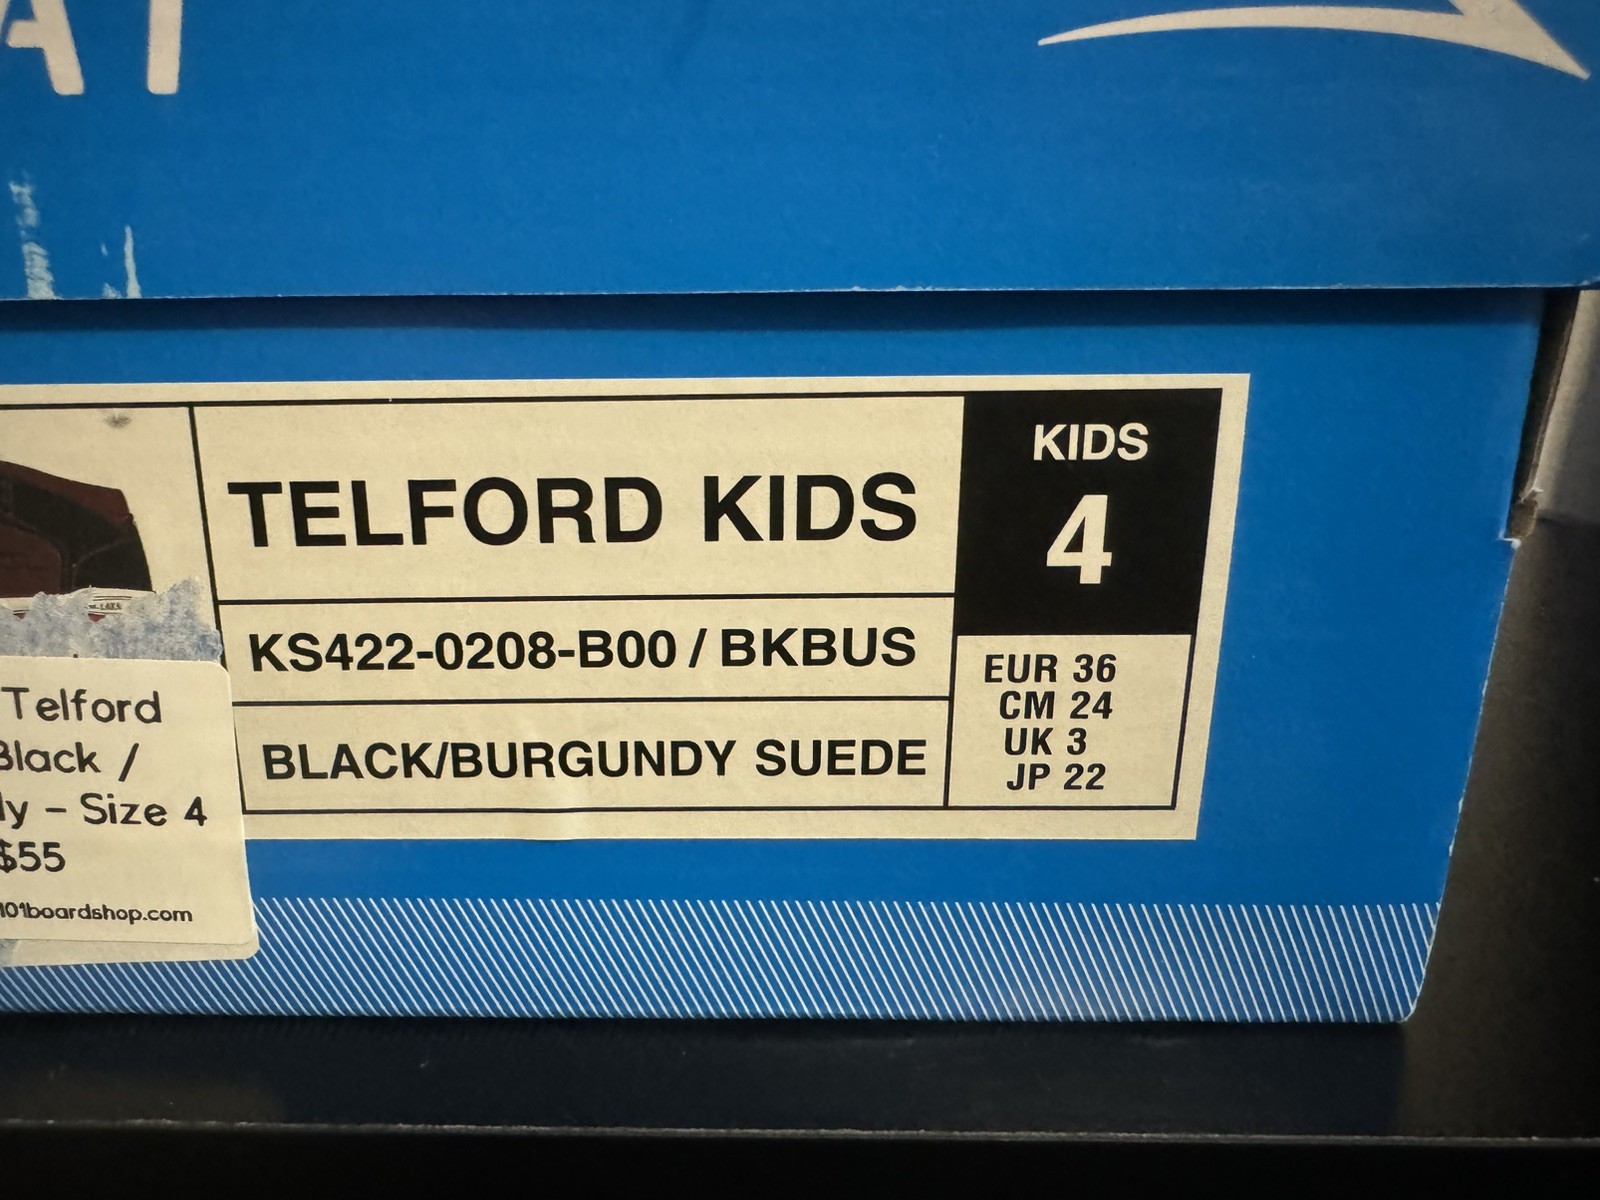 TELFORD KIDS
KIDS
4
KS422-0208-B00 / BKBUS
BLACK/BURGUNDY SUEDE
EUR 36
CM 24
UK 3
JP 22
Telford
Black /
- Size 4
$55
101boardshop.com